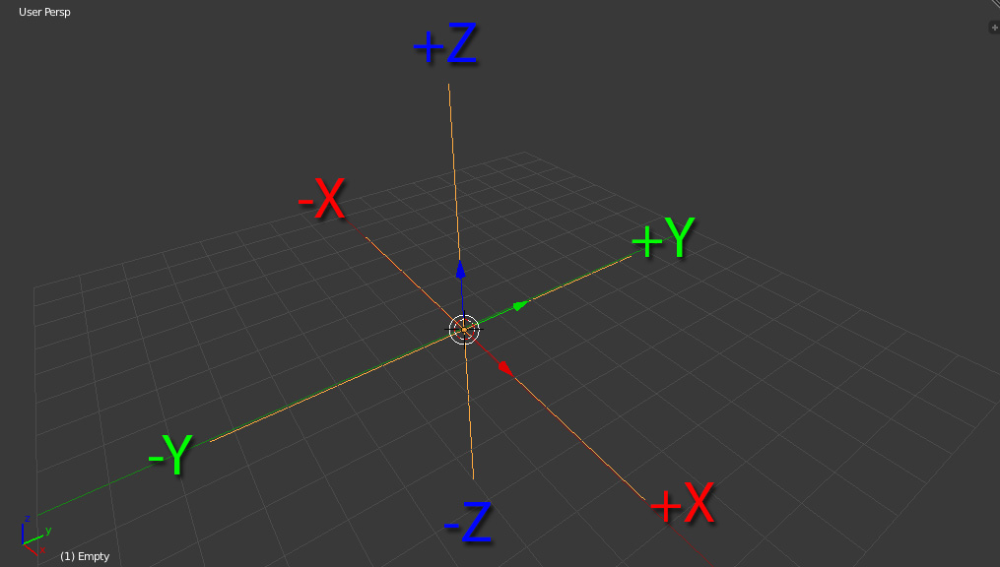 User Persp
+Z
-X
+Y
-Y
+X
-Z
z
y
x
(1) Empty